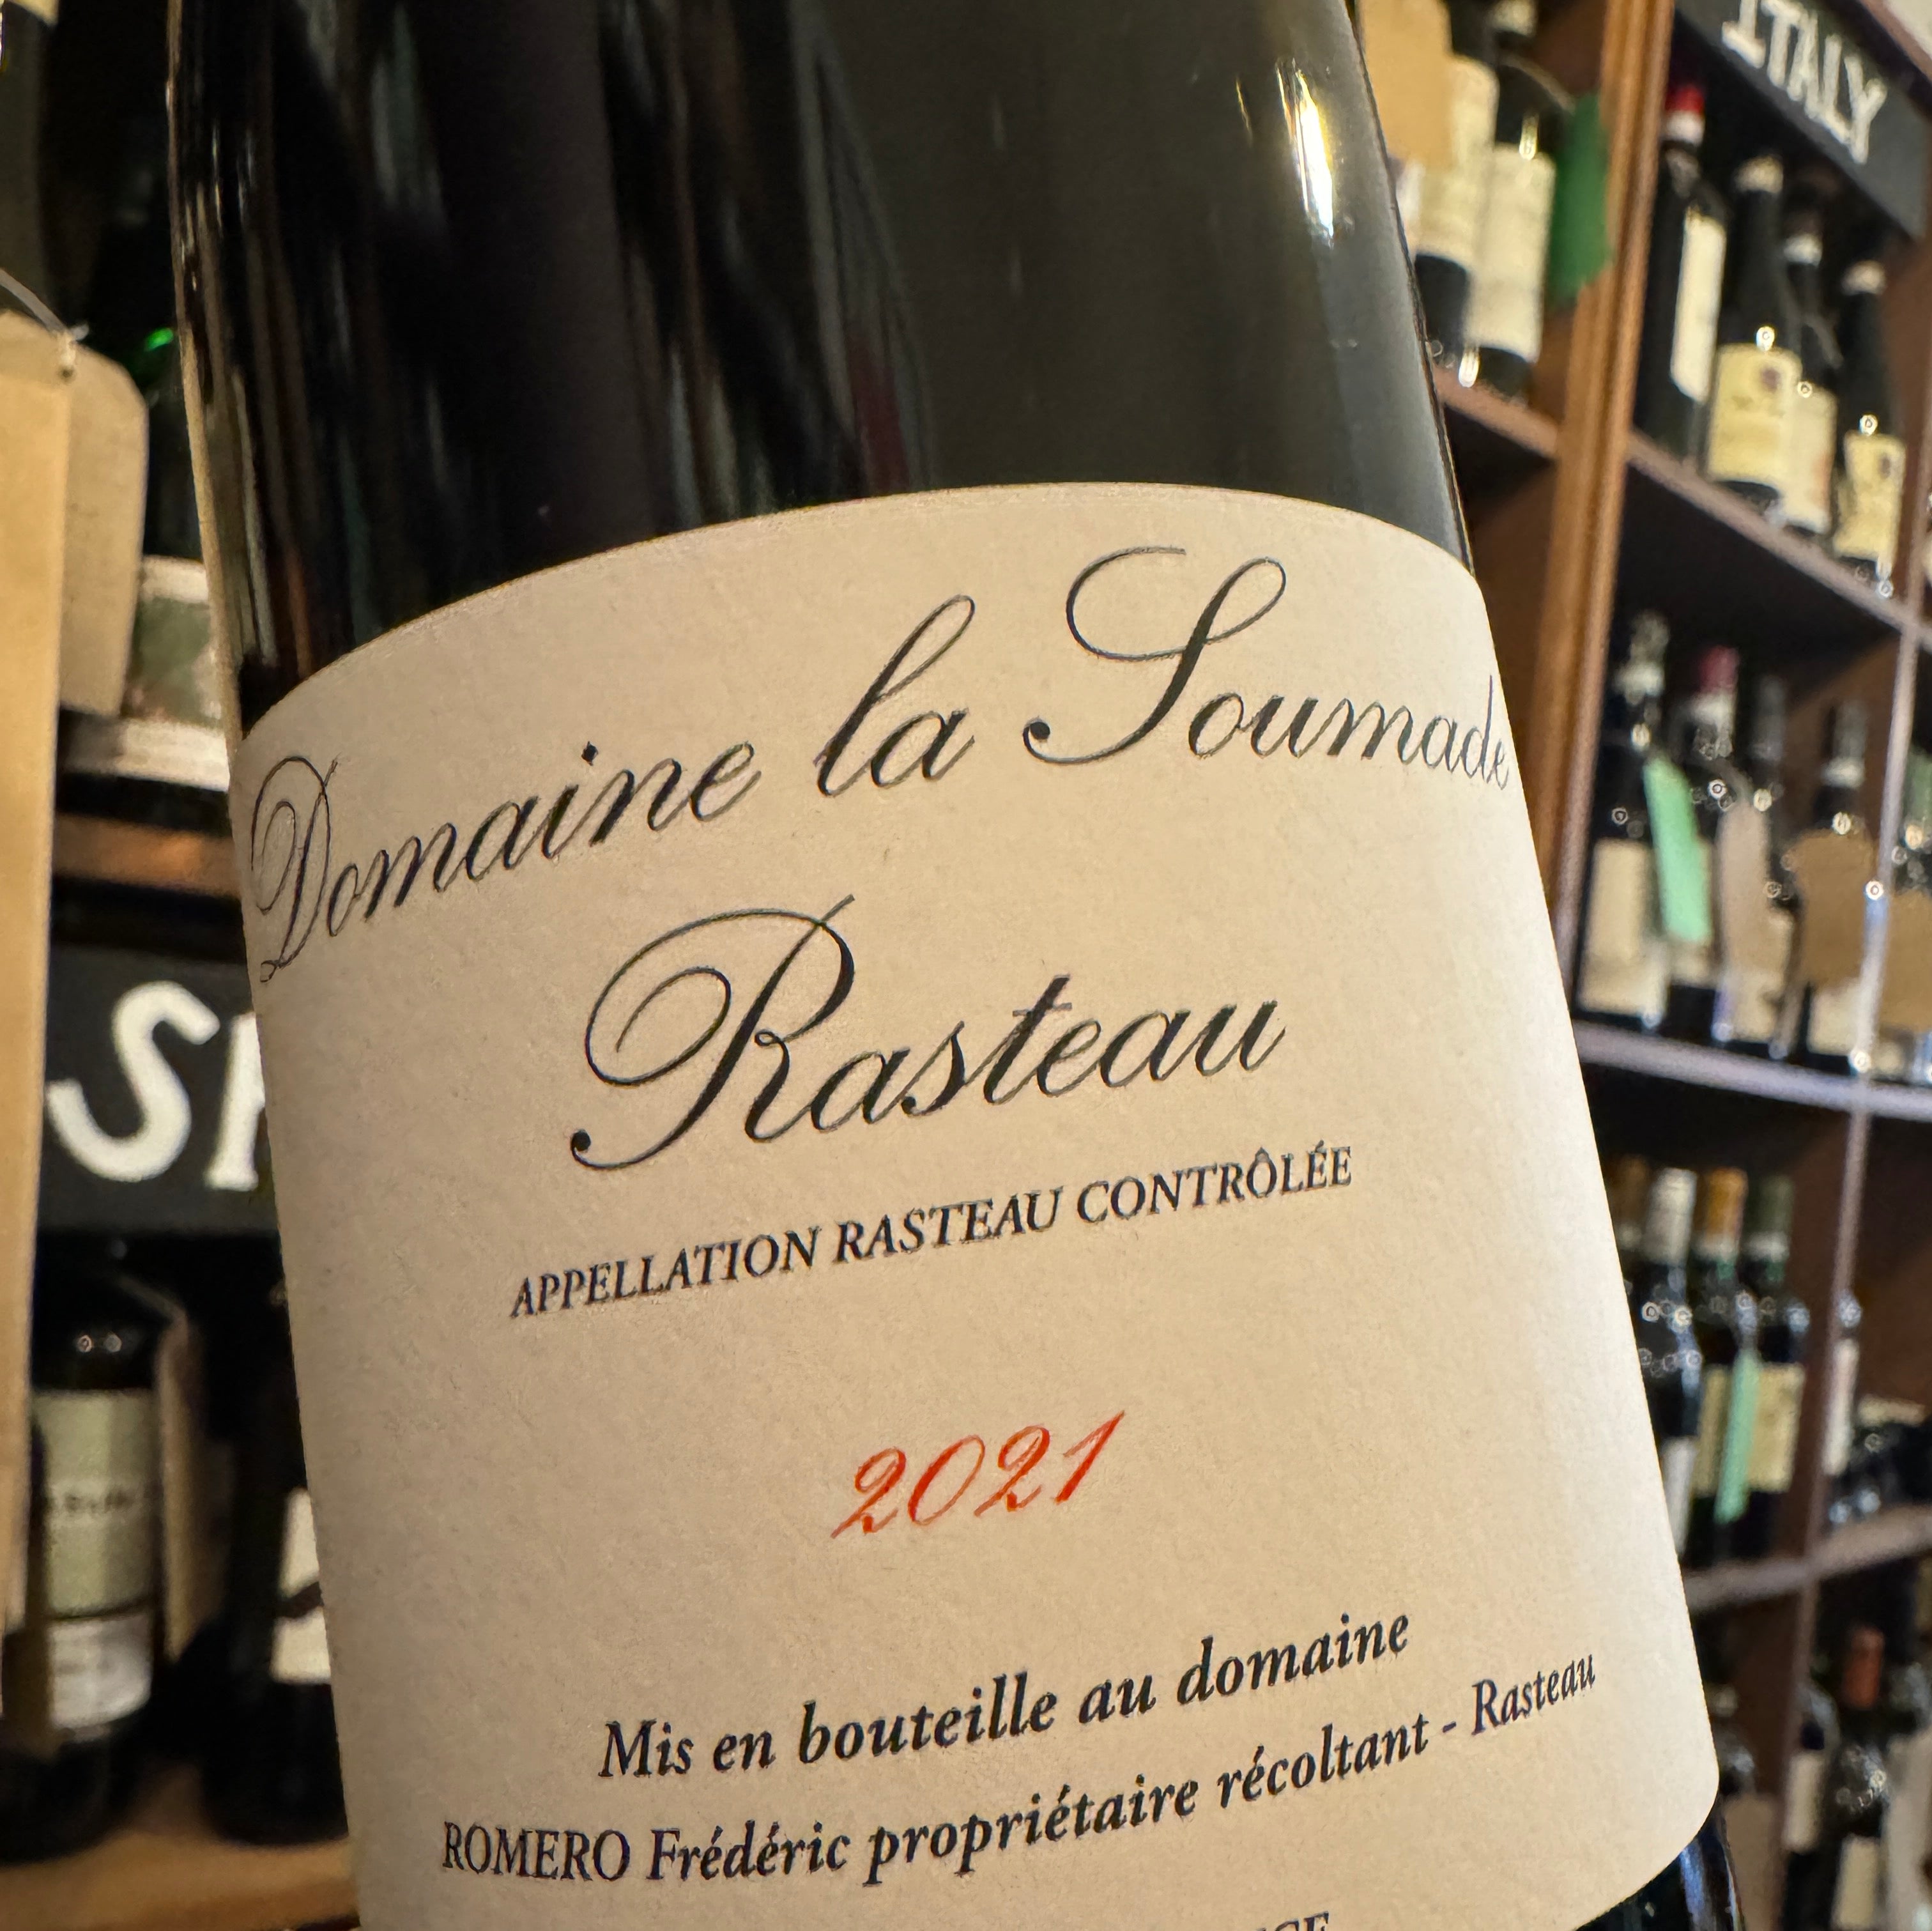 ITALY
Domaine la Soumade
Rasteau
APPELLATION RASTEAU CONTRÔLÉE
2021
Mis en bouteille au domaine
ROMERO Frédéric propriétaire récoltant - Rasteau